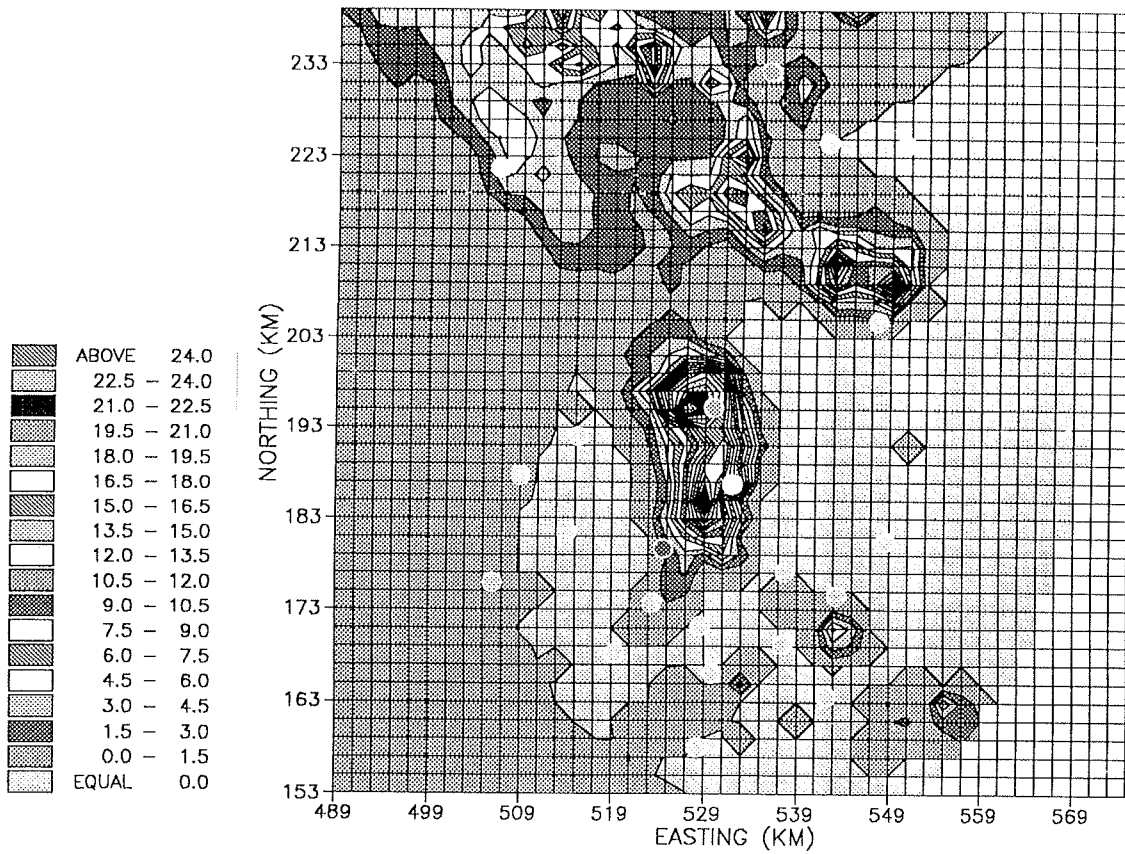 233
223
213
203
193
183
173
163
153
NORTHING (KM)
489 499 509 519 529 539 549 559 569
EASTING (KM)
ABOVE 24.0
22.5 – 24.0
21.0 – 22.5
19.5 – 21.0
18.0 – 19.5
16.5 – 18.0
15.0 – 16.5
13.5 – 15.0
12.0 – 13.5
10.5 – 12.0
9.0 – 10.5
7.5 – 9.0
6.0 – 7.5
4.5 – 6.0
3.0 – 4.5
1.5 – 3.0
0.0 – 1.5
EQUAL 0.0